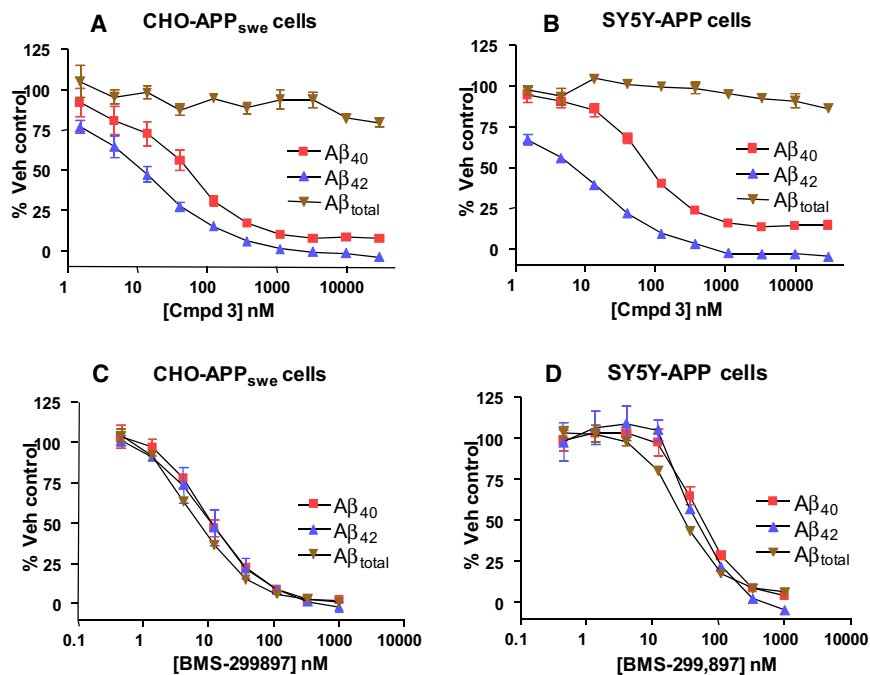 A
CHO-APPswe cells
% Veh control
125
100
75
50
25
0
1
10
100
1000
10000
[Cmpd 3] nM
Aβ40
Aβ42
Aβtotal
B
SY5Y-APP cells
% Veh control
125
100
75
50
25
0
1
10
100
1000
10000
[Cmpd 3] nM
Aβ40
Aβ42
Aβtotal
C
CHO-APPswe cells
% Veh control
125
100
75
50
25
0
0.1
1
10
100
1000
10000
[BMS-299897] nM
Aβ40
Aβ42
Aβtotal
D
SY5Y-APP cells
% Veh control
125
100
75
50
25
0
0.1
1
10
100
1000
10000
[BMS-299,897] nM
Aβ40
Aβ42
Aβtotal